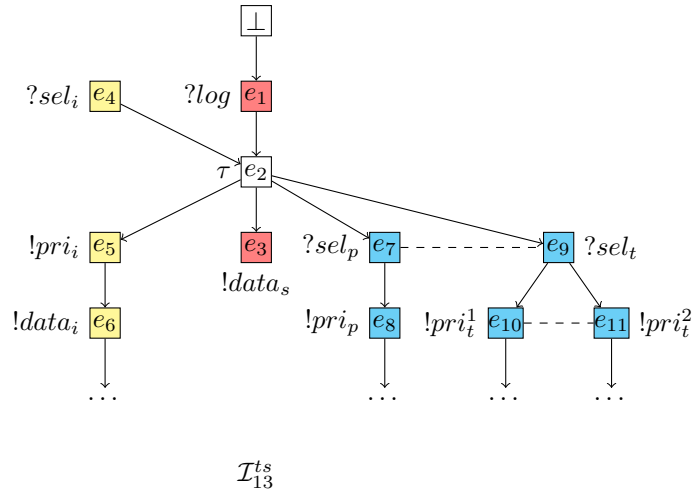 ⊥
?sel_i e_4 ?log e_1
τ e_2
!pri_i e_5 e_3 ?sel_p e_7 e_9 ?sel_t
!data_s
!data_i e_6 !pri_p e_8 !pri_t^1 e_10 e_11 !pri_t^2
... ... ... ...
I_13^ts